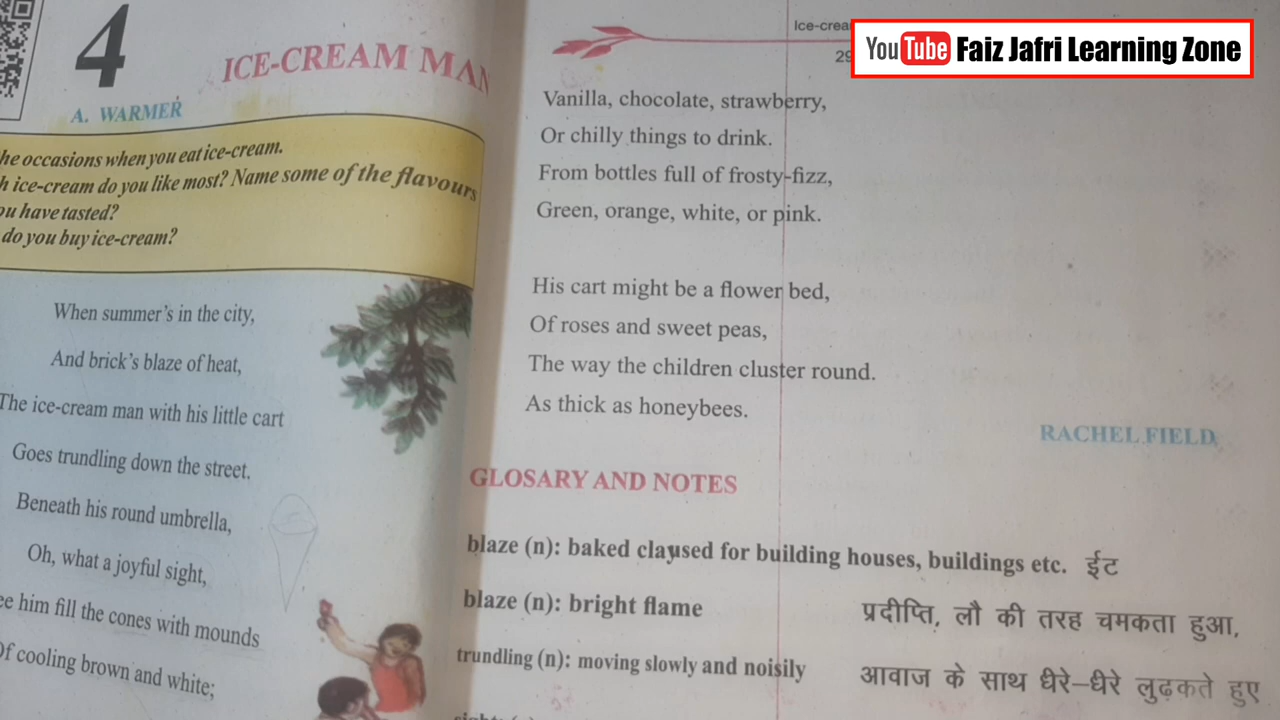 4
ICE-CREAM MAN
A. WARMER
he occasions when you eat ice-cream.
h ice-cream do you like most? Name some of the flavours
ou have tasted?
do you buy ice-cream?
When summer's in the city,
And brick's blaze of heat,
The ice-cream man with his little cart
Goes trundling down the street.
Beneath his round umbrella,
Oh, what a joyful sight,
ee him fill the cones with mounds
Of cooling brown and white;
Ice-crea
29
YouTube Faiz Jafri Learning Zone
Vanilla, chocolate, strawberry,
Or chilly things to drink.
From bottles full of frosty-fizz,
Green, orange, white, or pink.
His cart might be a flower bed,
Of roses and sweet peas,
The way the children cluster round.
As thick as honeybees.
RACHEL FIELD
GLOSARY AND NOTES
blaze (n): baked clayused for building houses, buildings etc. ईट
blaze (n): bright flame प्रदीप्ति, लौ की तरह चमकता हुआ,
trundling (n): moving slowly and noisily आवाज के साथ धीरे-धीरे लुढ़कते हुए